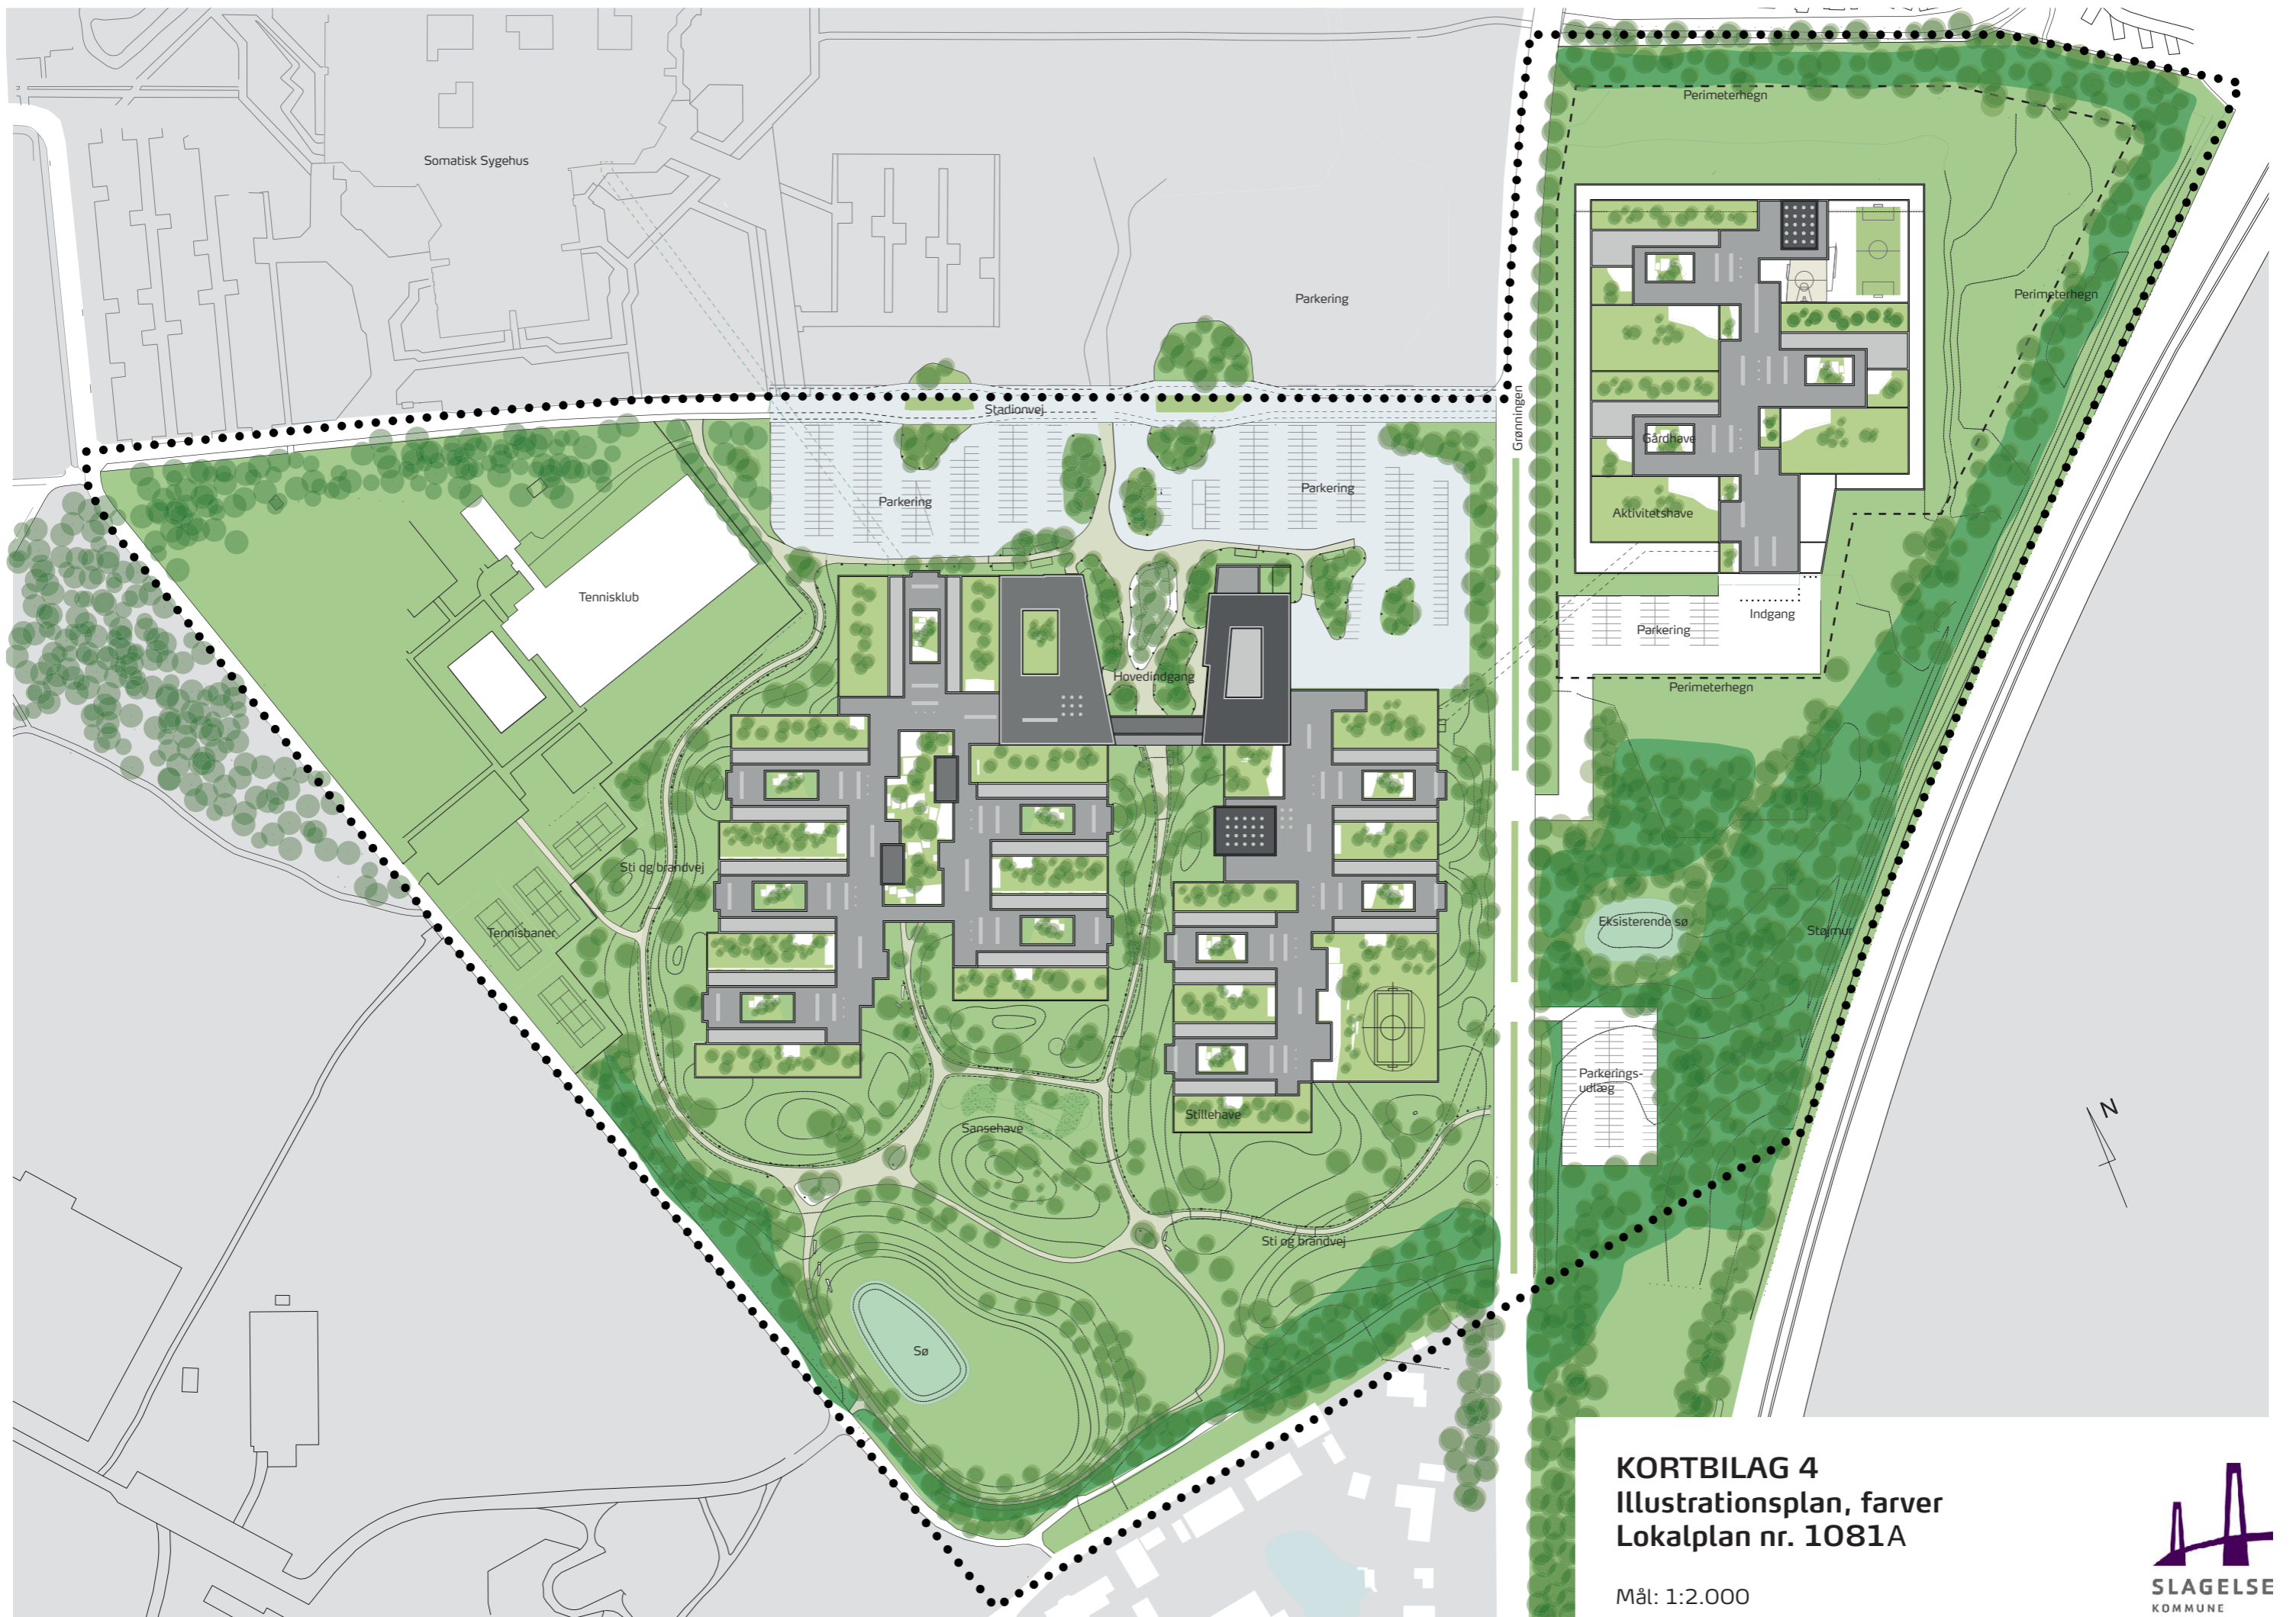 Perimeterhegn
Somatisk Sygehus
Parkering
Perimeterhegn
Stadionvej
Grønningen
Gårdhave
Parkering
Parkering
Aktivitetshave
Tennisklub
Indgang
Parkering
Hovedindgang
Perimeterhegn
Sti og brandvej
Eksisterende sø
Støjmur
Tennisbaner
Parkerings-
udlæg
Stillehave
Sansehave
N
Sti og brandvej
Sø
KORTBILAG 4
Illustrationsplan, farver
Lokalplan nr. 1081A
Mål: 1:2.000
SLAGELSE
KOMMUNE